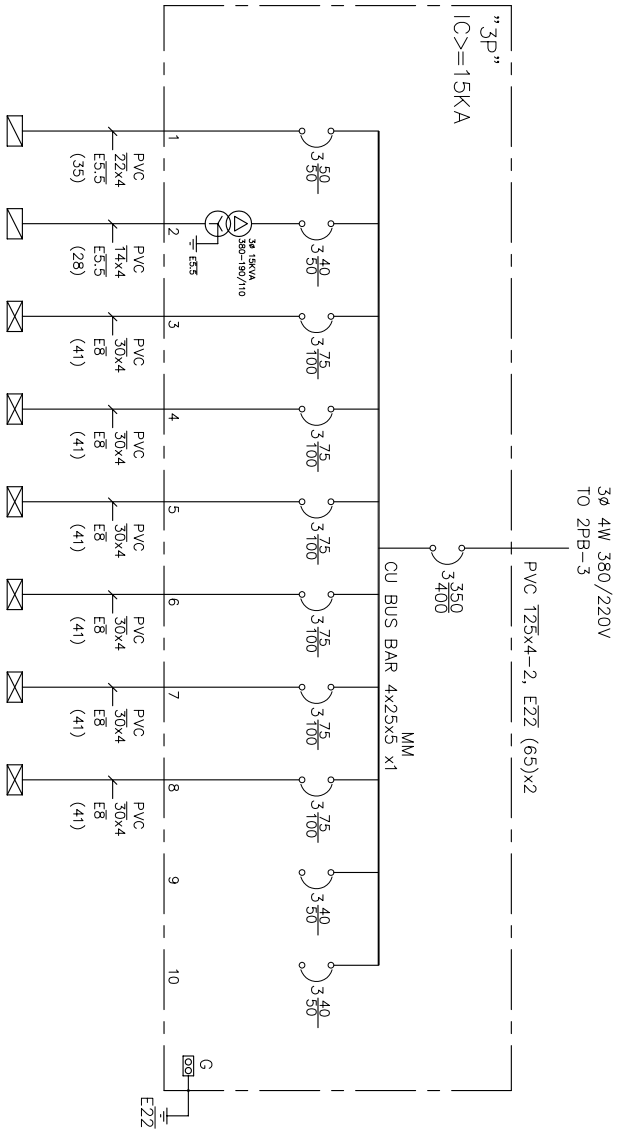 3ø 4W 380/220V
TO 2PB-3
"3P"
IC>=15KA
PVC 125x4-2, E22 (65)x2
3 350
400
MM
CU BUS BAR 4x25x5 x1
3 50
50
3 40
50
3 75
100
3 75
100
3 75
100
3 75
100
3 75
100
3 75
100
3 40
50
3 40
50
3ø 15KVA
380-190/110
E5.5
1
2
3
4
5
6
7
8
9
10
PVC
22x4
E5.5
(35)
PVC
14x4
E5.5
(28)
PVC
30x4
E8
(41)
PVC
30x4
E8
(41)
PVC
30x4
E8
(41)
PVC
30x4
E8
(41)
PVC
30x4
E8
(41)
PVC
30x4
E8
(41)
G
E22